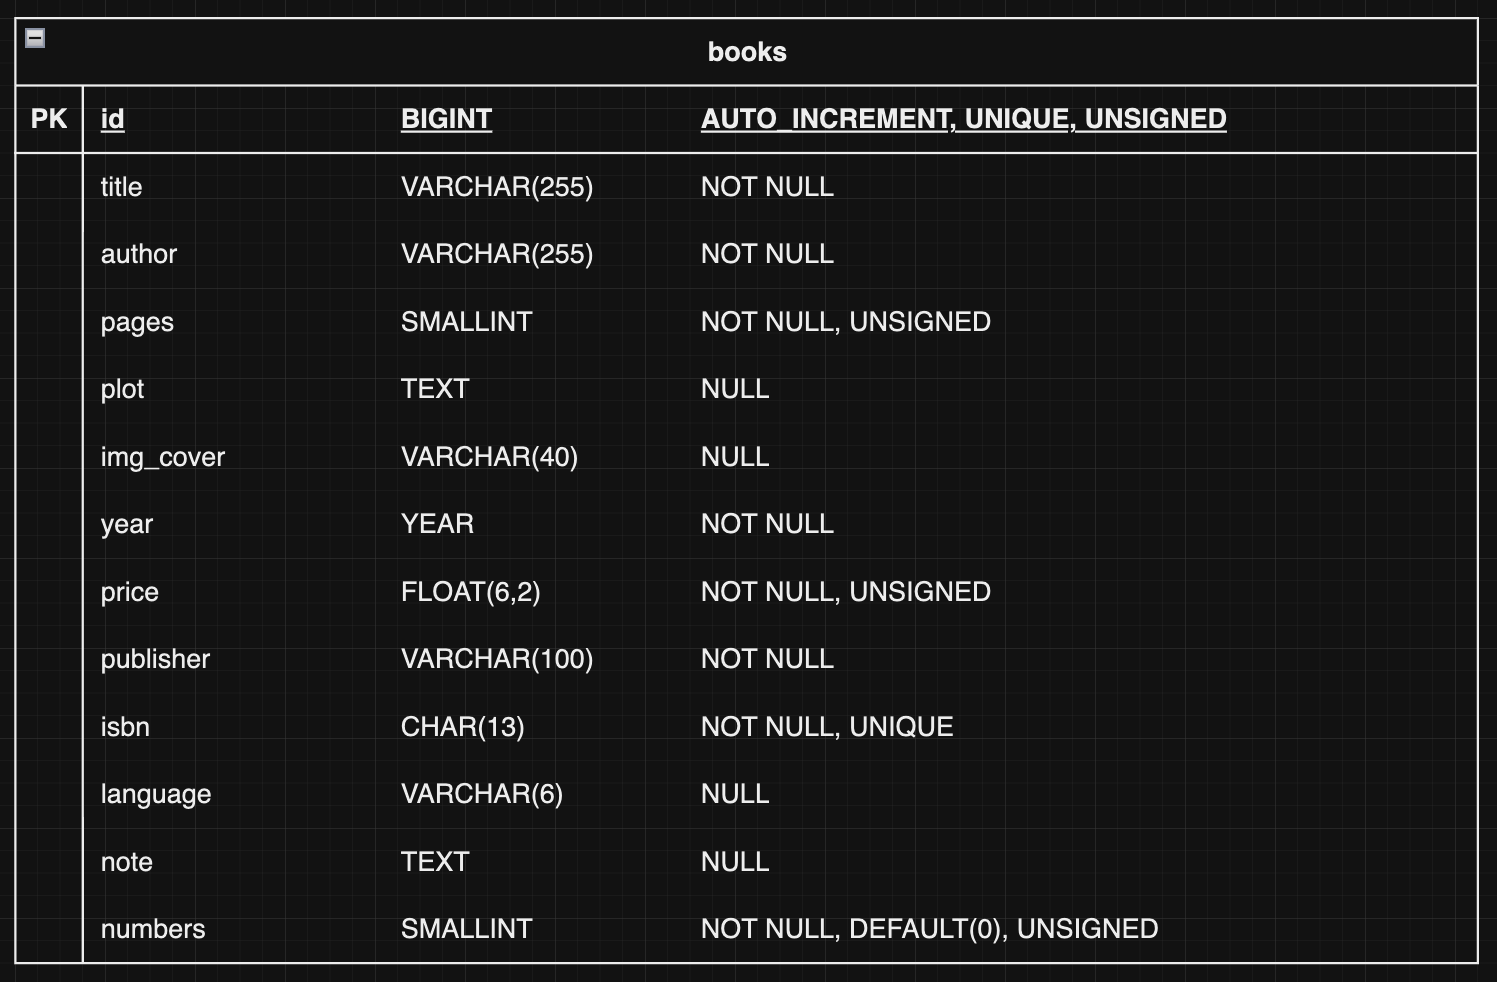 books
PK id BIGINT AUTO_INCREMENT, UNIQUE, UNSIGNED
title VARCHAR(255) NOT NULL
author VARCHAR(255) NOT NULL
pages SMALLINT NOT NULL, UNSIGNED
plot TEXT NULL
img_cover VARCHAR(40) NULL
year YEAR NOT NULL
price FLOAT(6,2) NOT NULL, UNSIGNED
publisher VARCHAR(100) NOT NULL
isbn CHAR(13) NOT NULL, UNIQUE
language VARCHAR(6) NULL
note TEXT NULL
numbers SMALLINT NOT NULL, DEFAULT(0), UNSIGNED